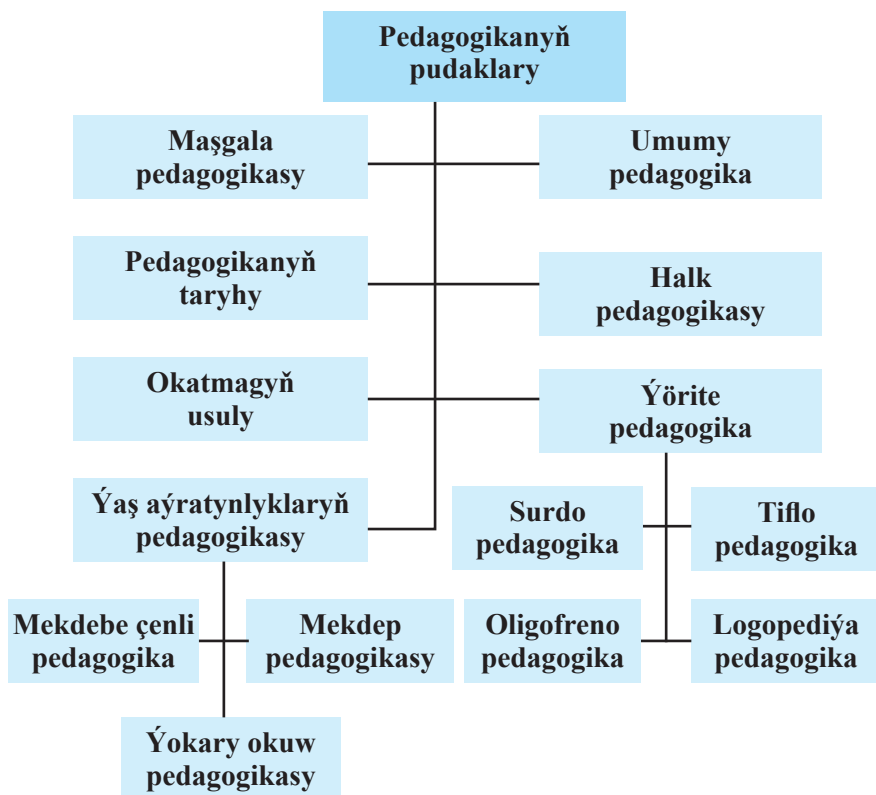 Pedagogikanyň
pudaklary
Maşgala
pedagogikasy
Umumy
pedagogika
Pedagogikanyň
taryhy
Halk
pedagogikasy
Okatmagyň
usuly
Ýörite
pedagogika
Ýaş aýratynlyklaryň
pedagogikasy
Surdo
pedagogika
Tiflo
pedagogika
Mekdebe çenli
pedagogika
Mekdep
pedagogikasy
Oligofreno
pedagogika
Logopediýa
pedagogika
Ýokary okuw
pedagogikasy